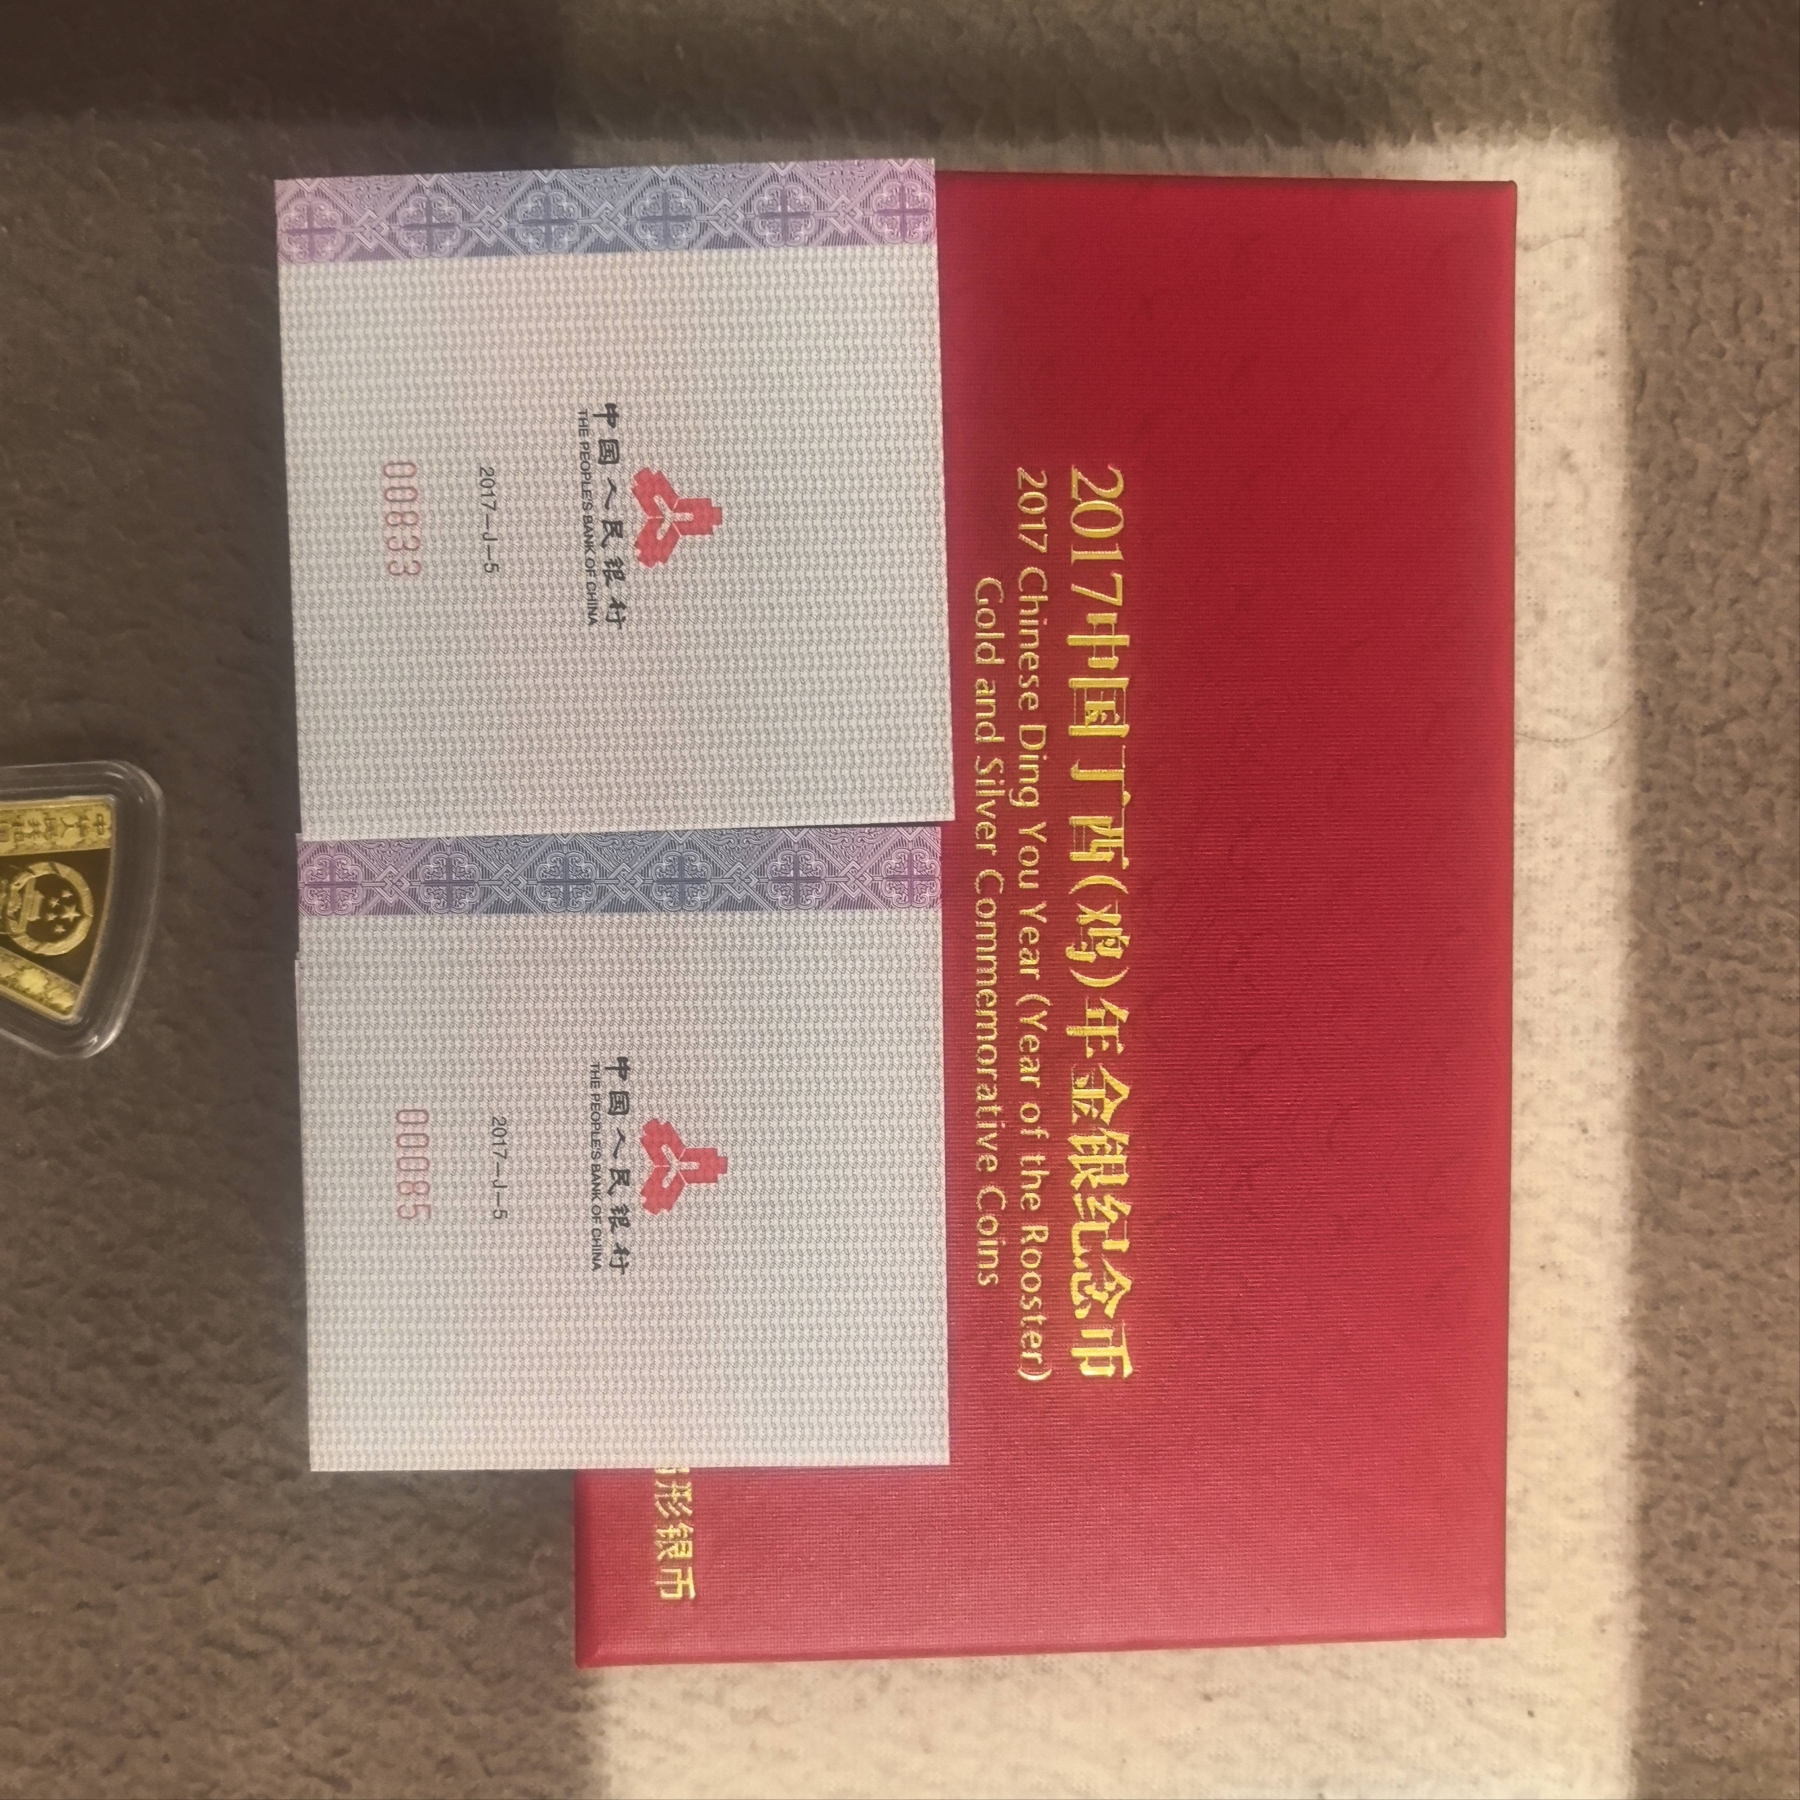 2017中国丁酉(鸡)年金银纪念币
2017 Chinese Ding You Year (Year of the Rooster)
Gold and Silver Commemorative Coins
中国人民银行
THE PEOPLE'S BANK OF CHINA
2017—J—5
00833
中国人民银行
THE PEOPLE'S BANK OF CHINA
2017—J—5
00085
形银币